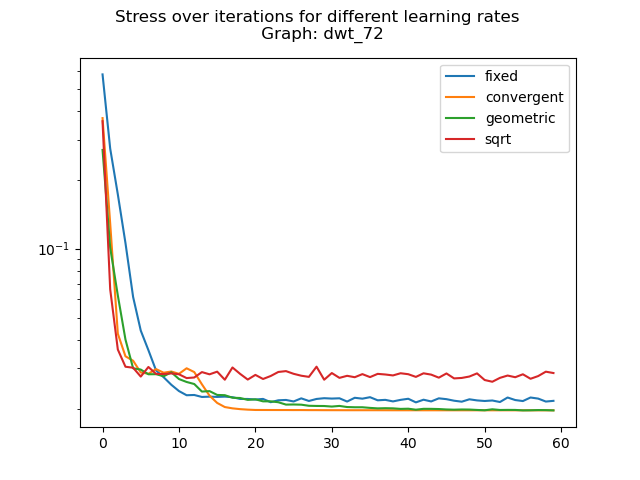 Stress over iterations for different learning rates
Graph: dwt_72
fixed
convergent
geometric
sqrt
10⁻¹
0
10
20
30
40
50
60